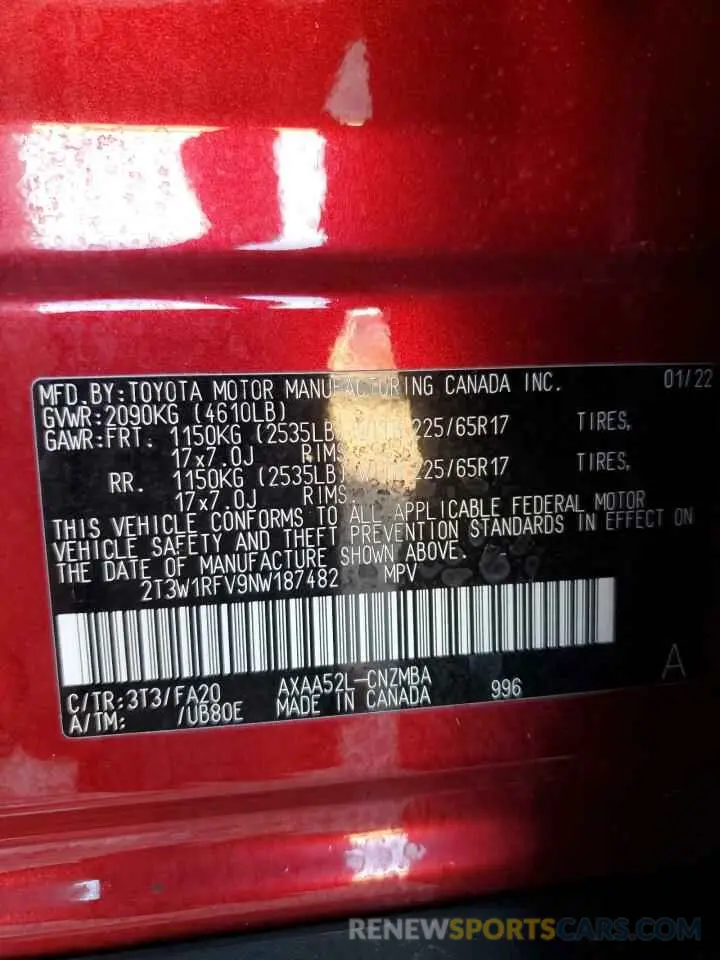 MFD.BY:TOYOTA MOTOR MANUFACTURING CANADA INC. 01/22
GVWR:2090KG (4610LB)
GAWR:FRT. 1150KG (2535LB) WITH 225/65R17 TIRES,
17x7.0J RIMS
RR. 1150KG (2535LB) WITH 225/65R17 TIRES,
17x7.0J RIMS
THIS VEHICLE CONFORMS TO ALL APPLICABLE FEDERAL MOTOR
VEHICLE SAFETY AND THEFT PREVENTION STANDARDS IN EFFECT ON
THE DATE OF MANUFACTURE SHOWN ABOVE.
2T3W1RFV9NW187482 MPV
A
C/TR:3T3/FA20 AXAA52L-CNZMBA 996
A/TM: /UB80E MADE IN CANADA
RENEWSPORTSCARS.COM